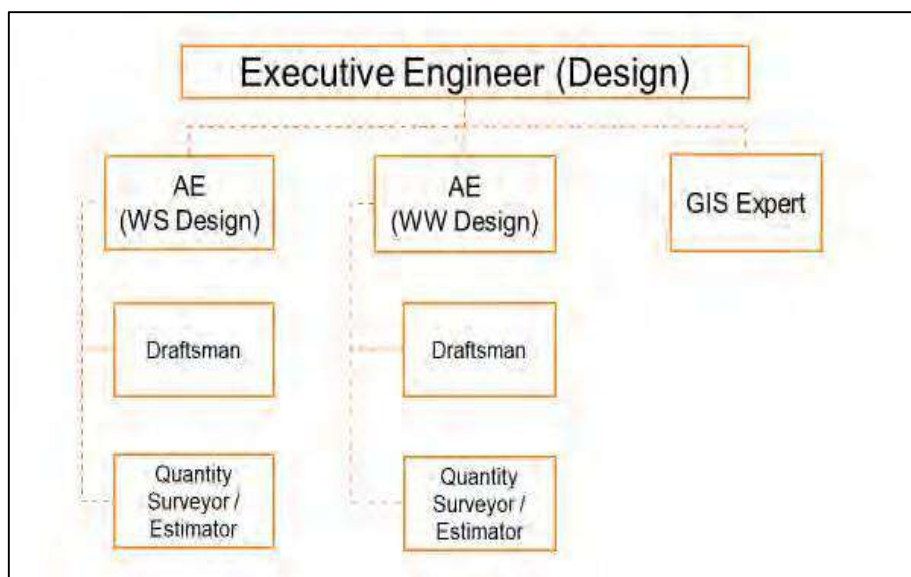 Executive Engineer (Design)
AE
(WS Design)
AE
(WW Design)
GIS Expert
Draftsman
Draftsman
Quantity
Surveyor /
Estimator
Quantity
Surveyor /
Estimator